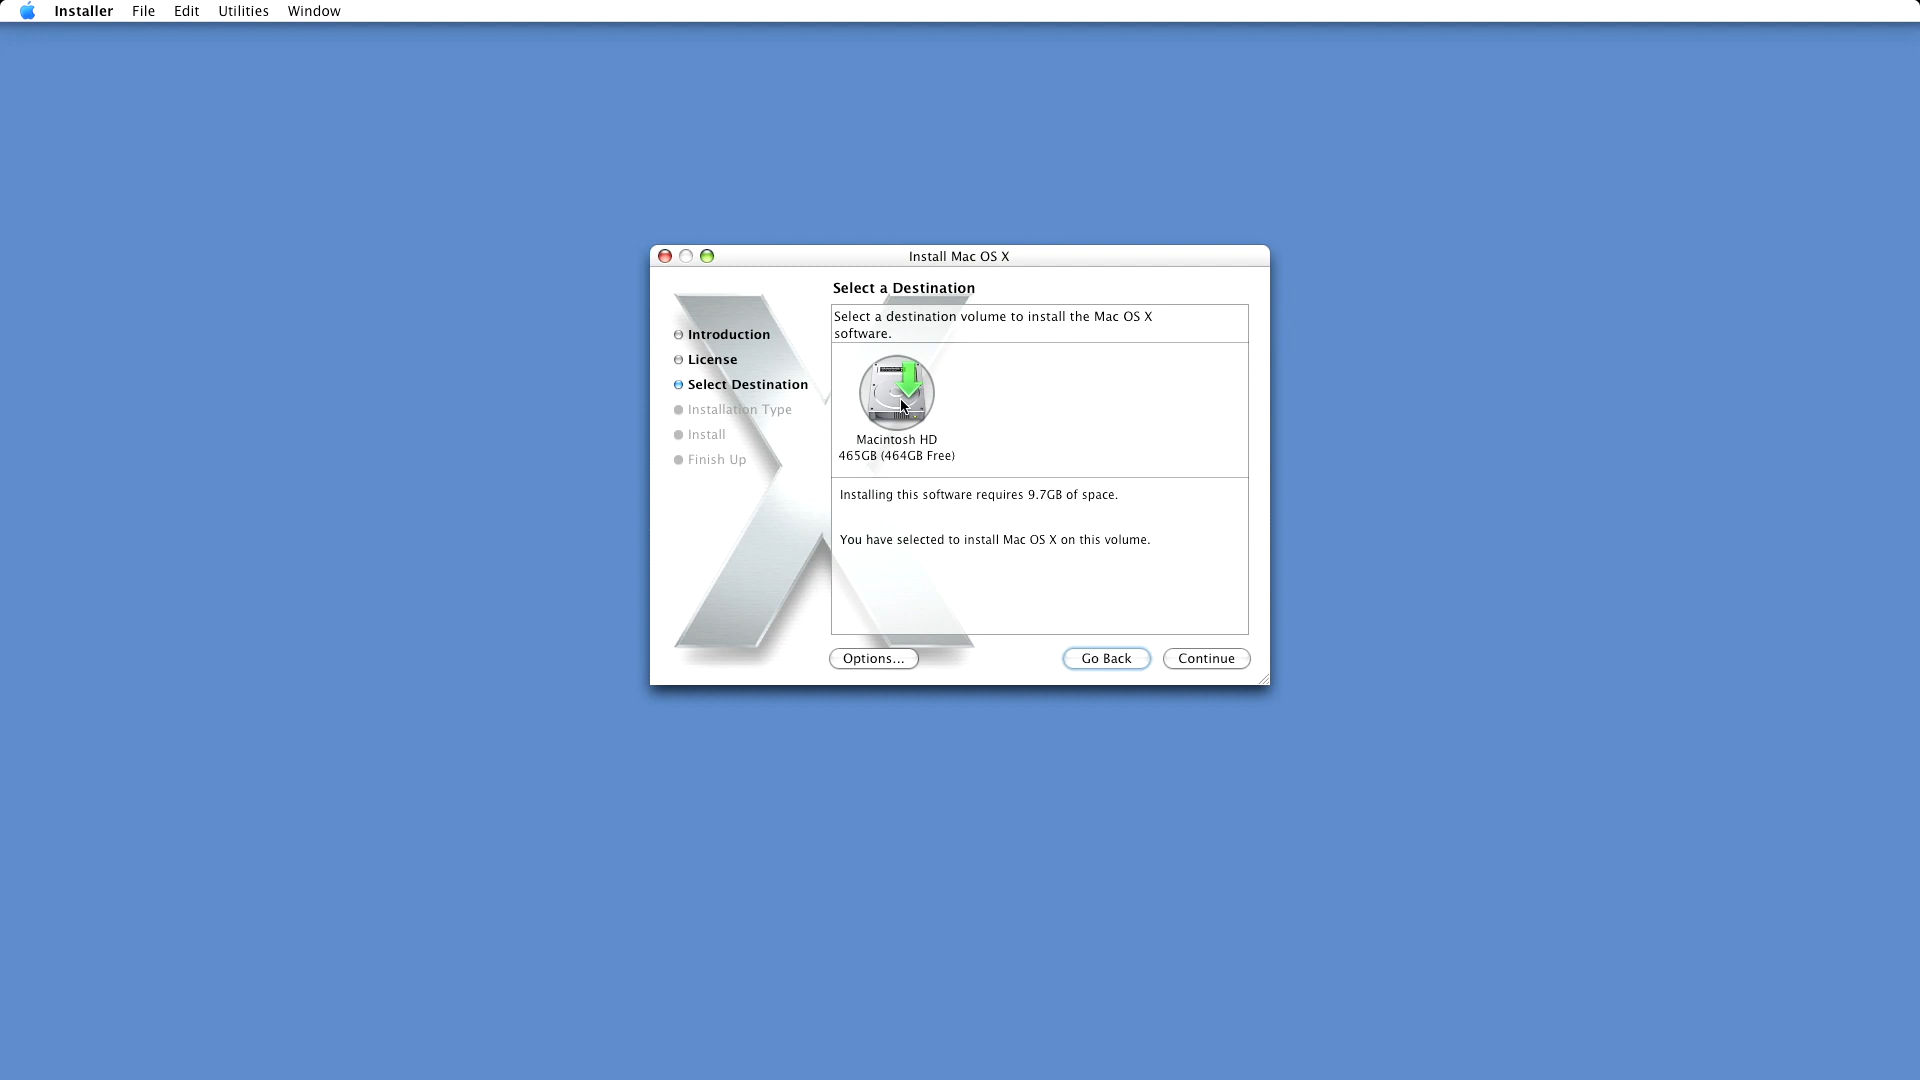 Installer File Edit Utilities Window
Install Mac OS X
Select a Destination
Introduction
License
Select Destination
Installation Type
Install
Finish Up
Select a destination volume to install the Mac OS X
software.
Macintosh HD
465GB (464GB Free)
Installing this software requires 9.7GB of space.
You have selected to install Mac OS X on this volume.
Options... Go Back Continue